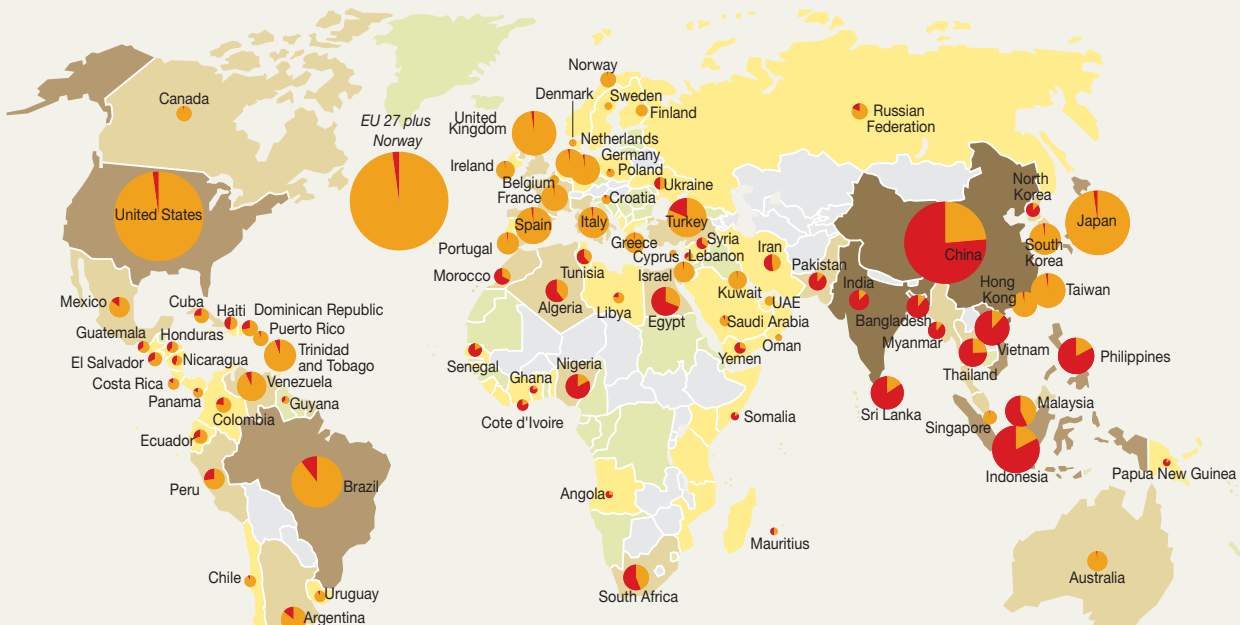 Canada
United States
Mexico
Cuba
Haiti
Dominican Republic
Puerto Rico
Guatemala
Honduras
El Salvador
Nicaragua
Trinidad
and Tobago
Costa Rica
Panama
Venezuela
Guyana
Colombia
Ecuador
Peru
Brazil
Chile
Uruguay
Argentina
EU 27 plus
Norway
Norway
Denmark
Sweden
Finland
United
Kingdom
Netherlands
Germany
Ireland
Poland
Belgium
Ukraine
France
Croatia
Spain
Italy
Turkey
Portugal
Greece
Syria
Cyprus
Lebanon
Morocco
Tunisia
Israel
Iran
Algeria
Libya
Egypt
Kuwait
UAE
Saudi Arabia
Oman
Yemen
Senegal
Ghana
Nigeria
Cote d'Ivoire
Somalia
Angola
Mauritius
South Africa
Russian
Federation
North
Korea
Japan
South
Korea
China
Pakistan
India
Hong
Kong
Taiwan
Bangladesh
Myanmar
Vietnam
Thailand
Philippines
Sri Lanka
Malaysia
Singapore
Indonesia
Papua New Guinea
Australia